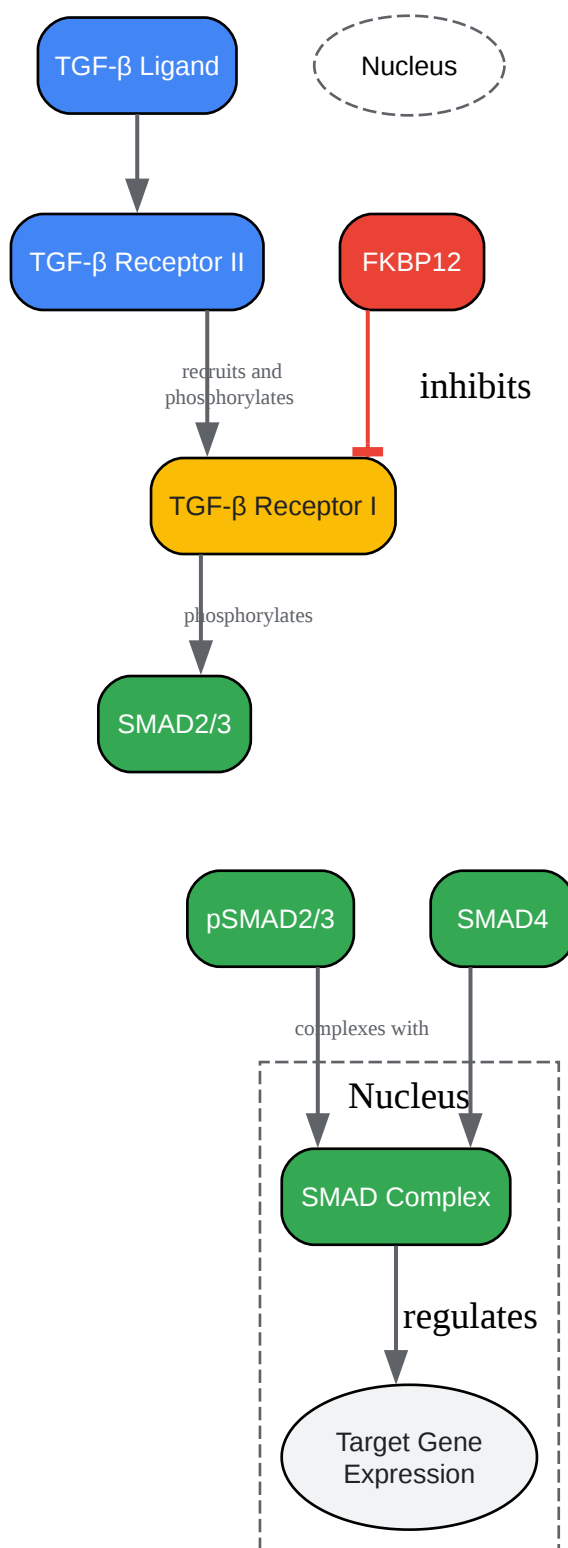 TGF-β Ligand
Nucleus
TGF-β Receptor II
FKBP12
recruits and
phosphorylates
inhibits
TGF-β Receptor I
phosphorylates
SMAD2/3
pSMAD2/3
SMAD4
complexes with
Nucleus
SMAD Complex
regulates
Target Gene
Expression